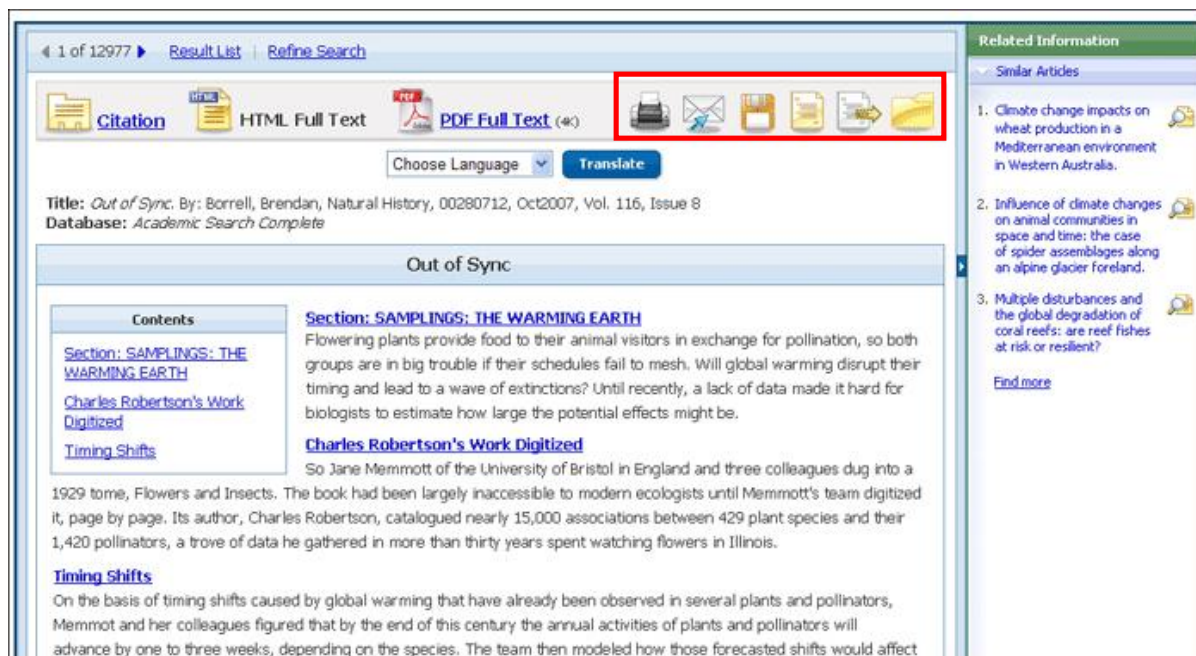 1 of 12977 Result List | Refine Search
Citation HTML HTML Full Text PDF PDF Full Text (4K)
Choose Language Translate
Title: Out of Sync. By: Borrell, Brendan, Natural History, 00280712, Oct2007, Vol. 116, Issue 8
Database: Academic Search Complete
Out of Sync
Contents
Section: SAMPLINGS: THE
WARMING EARTH
Charles Robertson's Work
Digitized
Timing Shifts
Section: SAMPLINGS: THE WARMING EARTH
Flowering plants provide food to their animal visitors in exchange for pollination, so both
groups are in big trouble if their schedules fail to mesh. Will global warming disrupt their
timing and lead to a wave of extinctions? Until recently, a lack of data made it hard for
biologists to estimate how large the potential effects might be.
Charles Robertson's Work Digitized
So Jane Memmott of the University of Bristol in England and three colleagues dug into a
1929 tome, Flowers and Insects. The book had been largely inaccessible to modern ecologists until Memmott's team digitized
it, page by page. Its author, Charles Robertson, catalogued nearly 15,000 associations between 429 plant species and their
1,420 pollinators, a trove of data he gathered in more than thirty years spent watching flowers in Illinois.
Timing Shifts
On the basis of timing shifts caused by global warming that have already been observed in several plants and pollinators,
Memmot and her colleagues figured that by the end of this century the annual activities of plants and pollinators will
advance by one to three weeks, depending on the species. The team then modeled how those forecasted shifts would affect
Related Information
Similar Articles
1. Climate change impacts on
wheat production in a
Mediterranean environment
in Western Australia.
2. Influence of climate changes
on animal communities in
space and time: the case
of spider assemblages along
an alpine glacier foreland.
3. Multiple disturbances and
the global degradation of
coral reefs: are reef fishes
at risk or resilient?
Find more